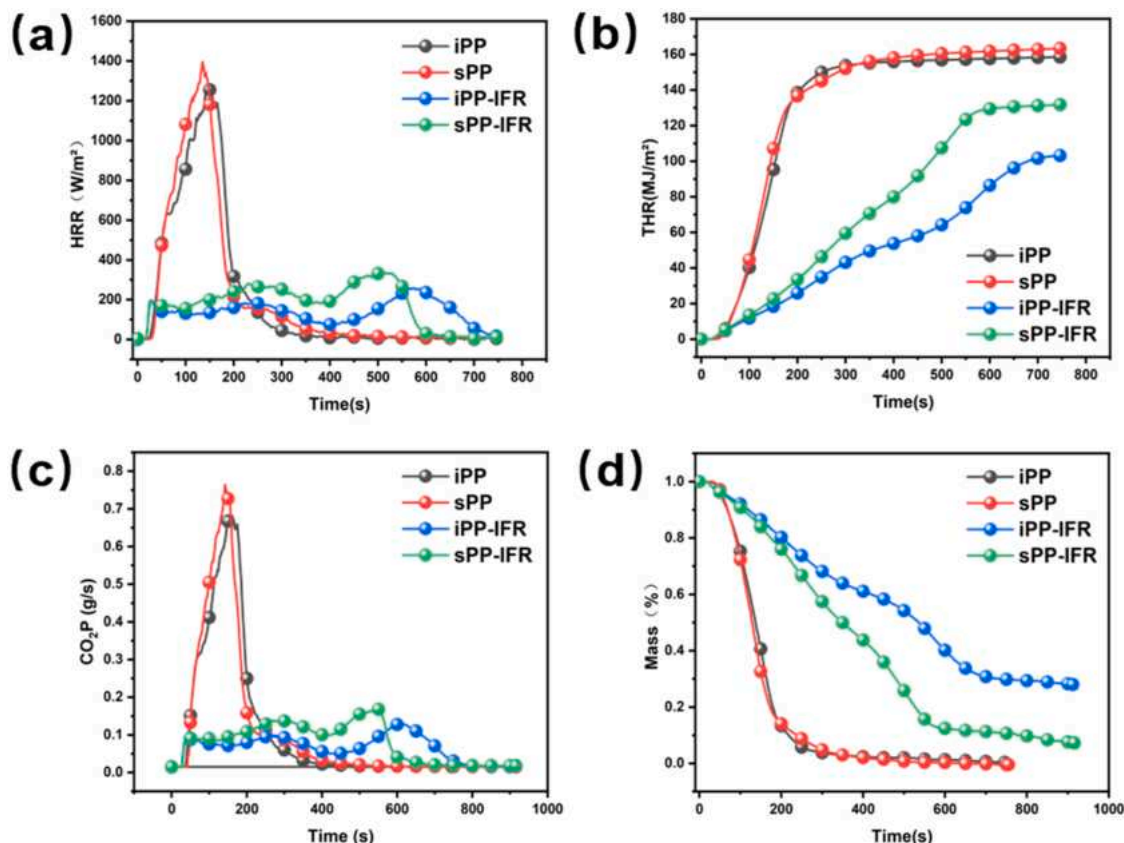 (a)
1600
1400
1200
1000
800
600
400
200
0
HRR（W/m²）
iPP
sPP
iPP-IFR
sPP-IFR
0 100 200 300 400 500 600 700 800
Time(s)
(b)
180
160
140
120
100
80
60
40
20
0
THR(MJ/m²)
iPP
sPP
iPP-IFR
sPP-IFR
0 100 200 300 400 500 600 700 800
Time(s)
(c)
0.8
0.7
0.6
0.5
0.4
0.3
0.2
0.1
0.0
CO₂P (g/s)
iPP
sPP
iPP-IFR
sPP-IFR
0 200 400 600 800 1000
Time (s)
(d)
1.0
0.8
0.6
0.4
0.2
0.0
Mass（%）
iPP
sPP
iPP-IFR
sPP-IFR
0 200 400 600 800 1000
Time(s)